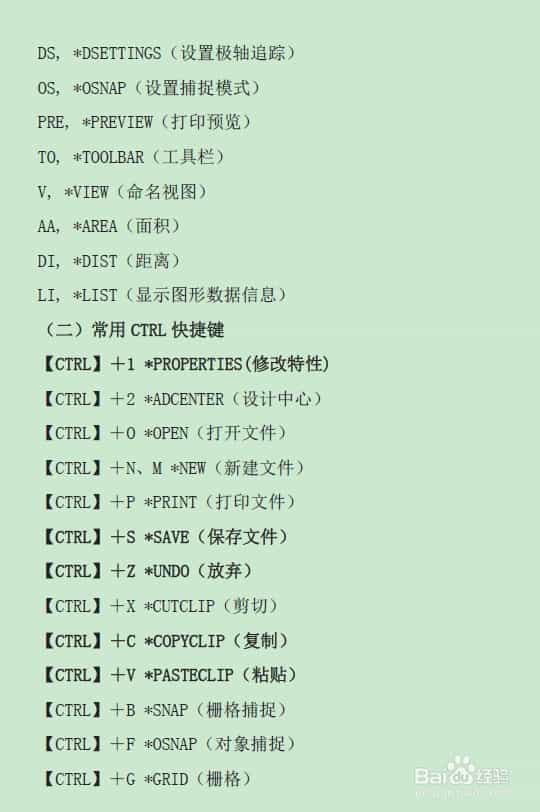 DS, *DSETTINGS（设置极轴追踪）
OS, *OSNAP（设置捕捉模式）
PRE, *PREVIEW（打印预览）
TO, *TOOLBAR（工具栏）
V, *VIEW（命名视图）
AA, *AREA（面积）
DI, *DIST（距离）
LI, *LIST（显示图形数据信息）
（二）常用 CTRL 快捷键
【CTRL】＋1 *PROPERTIES(修改特性)
【CTRL】＋2 *ADCENTER（设计中心）
【CTRL】＋O *OPEN（打开文件）
【CTRL】＋N、M *NEW（新建文件）
【CTRL】＋P *PRINT（打印文件）
【CTRL】＋S *SAVE（保存文件）
【CTRL】＋Z *UNDO（放弃）
【CTRL】＋X *CUTCLIP（剪切）
【CTRL】＋C *COPYCLIP（复制）
【CTRL】＋V *PASTECLIP（粘贴）
【CTRL】＋B *SNAP（栅格捕捉）
【CTRL】＋F *OSNAP（对象捕捉）
【CTRL】＋G *GRID（栅格）
Baidu经验